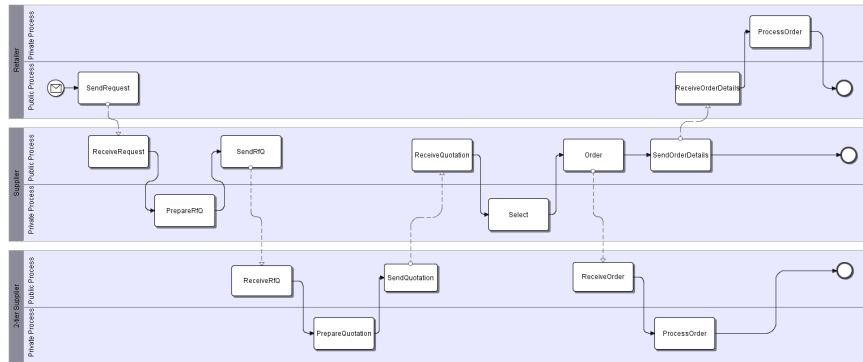 Retailer
Private Process
Public Process
SendRequest
ReceiveOrderDetails
ProcessOrder
Supplier
Public Process
Private Process
ReceiveRequest
PrepareRfQ
SendRfQ
ReceiveQuotation
Select
Order
SendOrderDetails
2-tier Supplier
Public Process
Private Process
ReceiveRfQ
PrepareQuotation
SendQuotation
ReceiveOrder
ProcessOrder